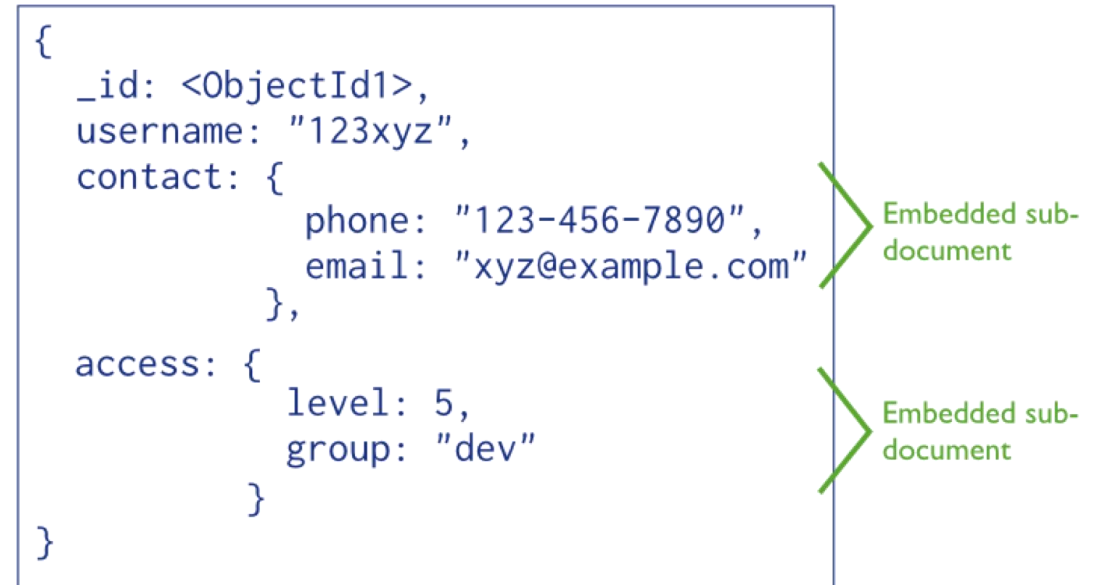 {
_id: <ObjectId1>,
username: "123xyz",
contact: {
phone: "123-456-7890",
email: "xyz@example.com"
},
access: {
level: 5,
group: "dev"
}
}
Embedded sub-
document
Embedded sub-
document